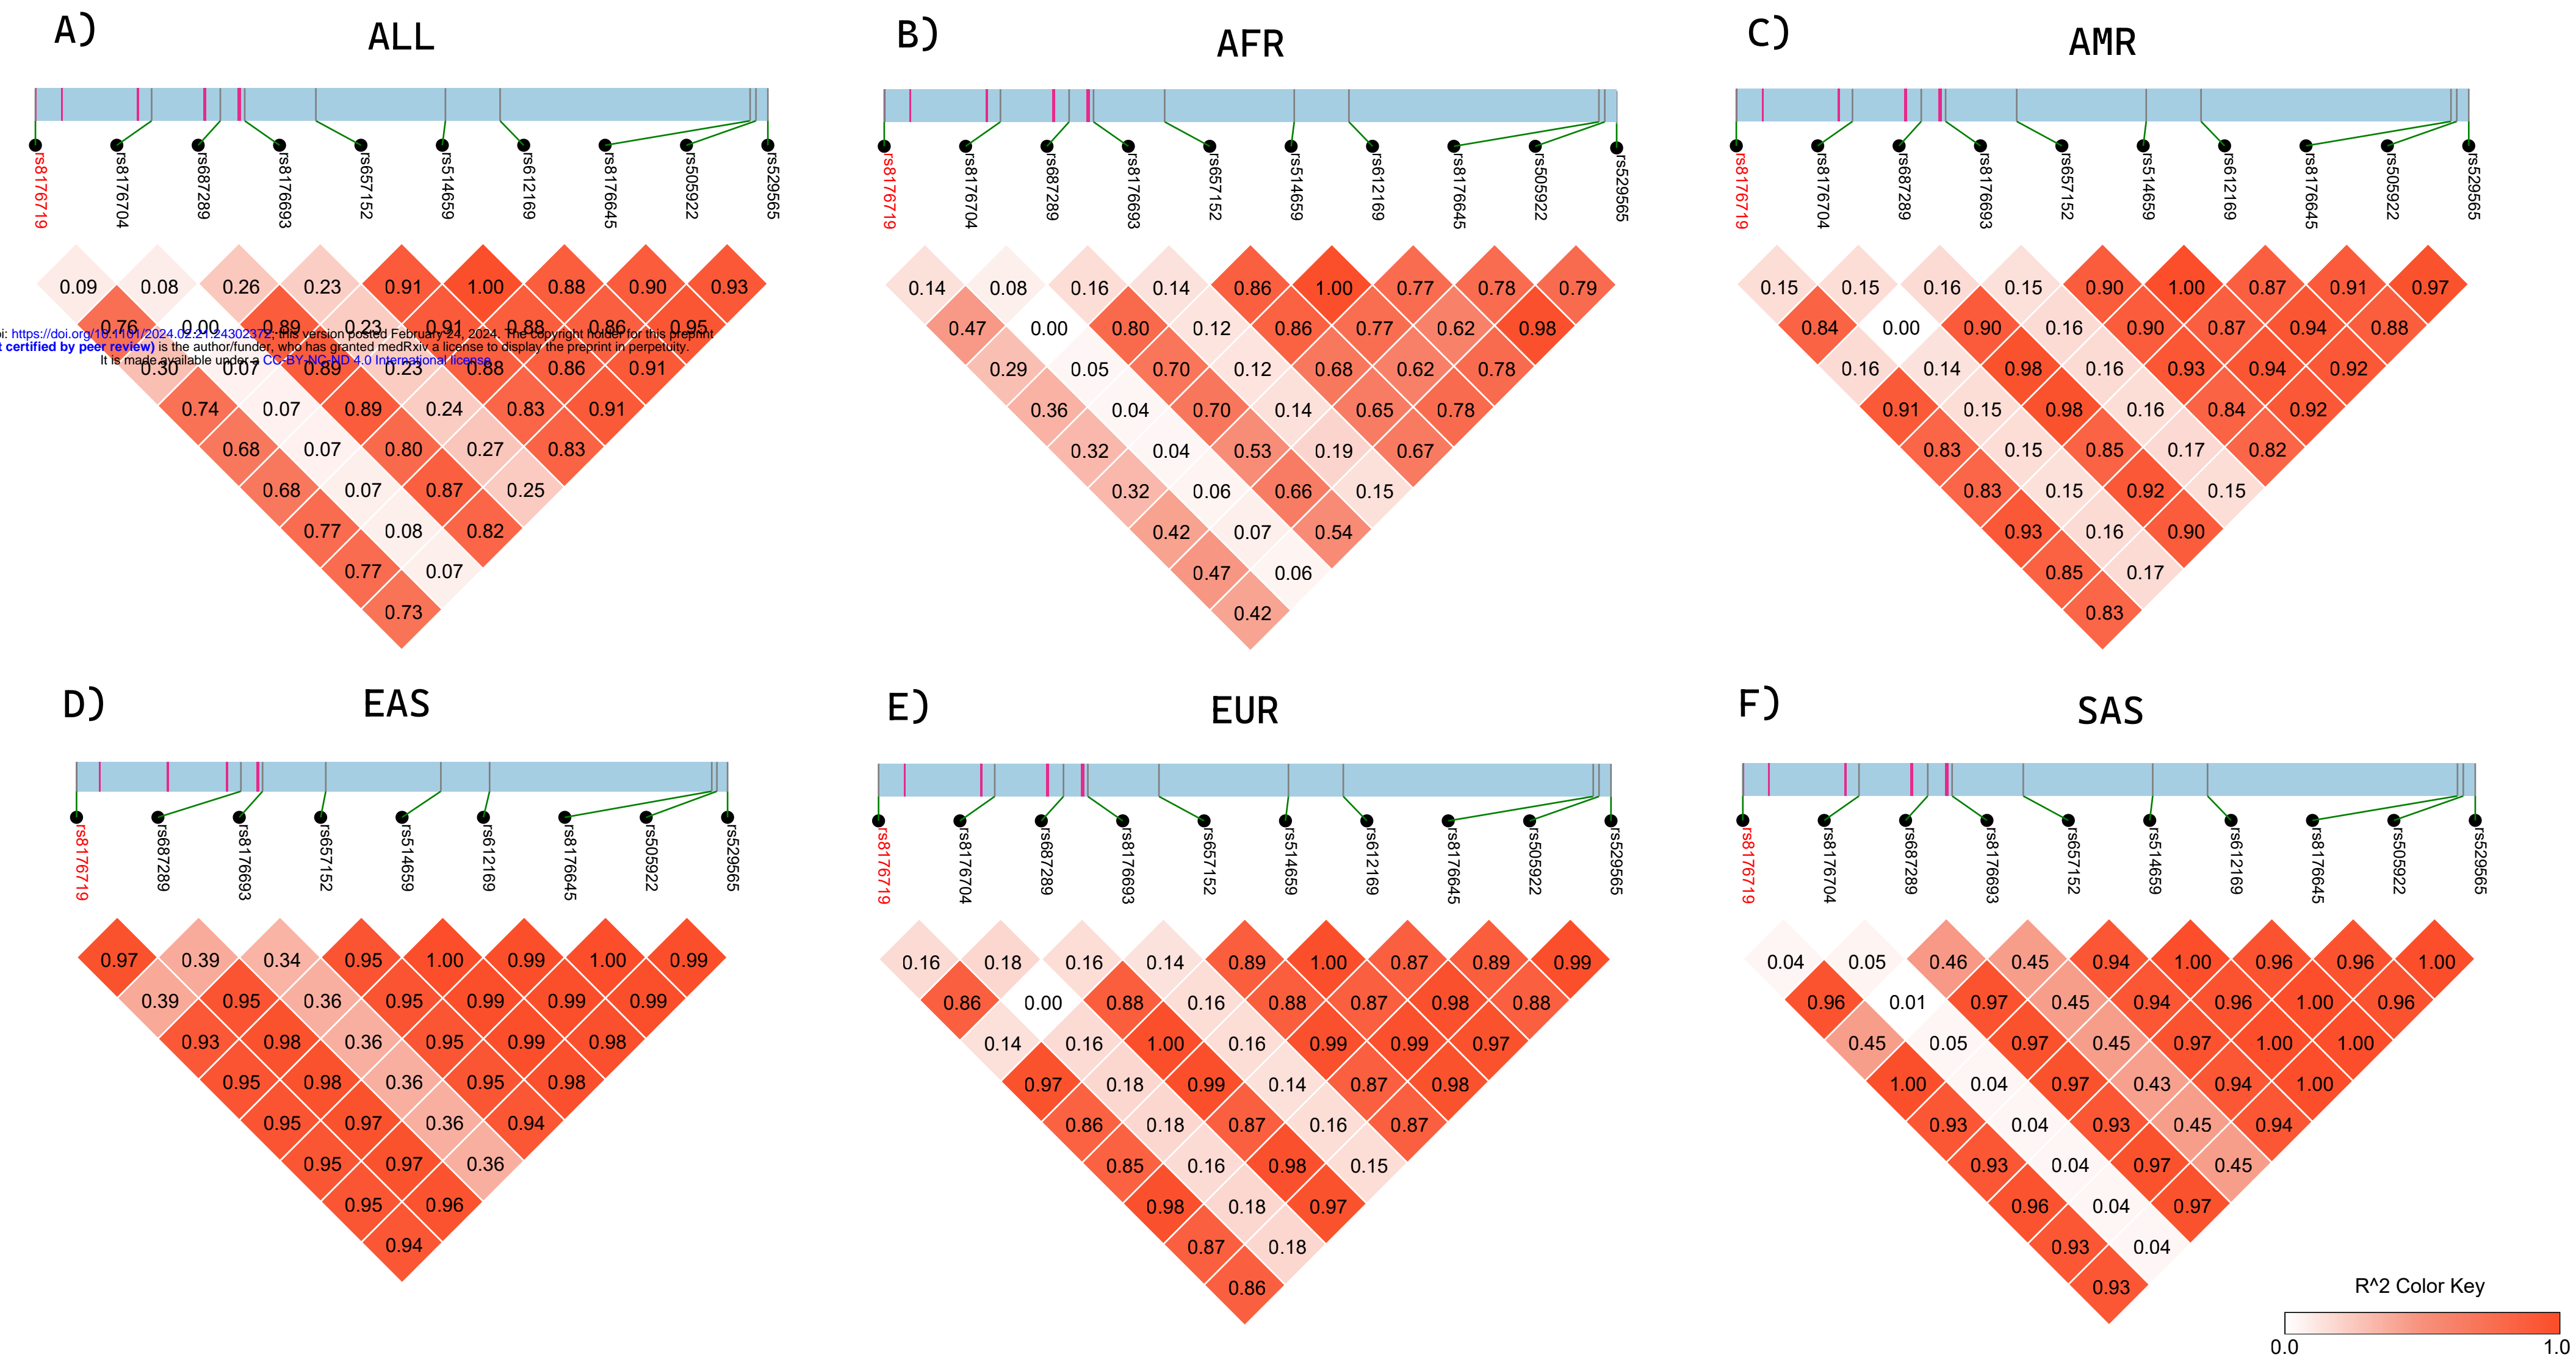 A) ALL
rs8176719 rs8176704 rs687289 rs8176693 rs657152 rs514659 rs612169 rs8176645 rs505922 rs529565
0.09 0.08 0.26 0.23 0.91 1.00 0.88 0.90 0.93
0.76 0.00 0.89 0.23 0.91 0.88 0.86 0.95
i: https://doi.org/10.1101/2024.02.21.24302372; this version posted February 24, 2024. The copyright holder for this preprint
t certified by peer review) is the author/funder, who has granted medRxiv a license to display the preprint in perpetuity.
It is made available under a CC-BY-NC-ND 4.0 International license.
0.30 0.07 0.89 0.23 0.88 0.86 0.91
0.74 0.07 0.89 0.24 0.83 0.91
0.68 0.07 0.80 0.27 0.83
0.68 0.07 0.87 0.25
0.77 0.08 0.82
0.77 0.07
0.73
B) AFR
rs8176719 rs8176704 rs687289 rs8176693 rs657152 rs514659 rs612169 rs8176645 rs505922 rs529565
0.14 0.08 0.16 0.14 0.86 1.00 0.77 0.78 0.79
0.47 0.00 0.80 0.12 0.86 0.77 0.62 0.98
0.29 0.05 0.70 0.12 0.68 0.62 0.78
0.36 0.04 0.70 0.14 0.65 0.78
0.32 0.04 0.53 0.19 0.67
0.32 0.06 0.66 0.15
0.42 0.07 0.54
0.47 0.06
0.42
C) AMR
rs8176719 rs8176704 rs687289 rs8176693 rs657152 rs514659 rs612169 rs8176645 rs505922 rs529565
0.15 0.15 0.16 0.15 0.90 1.00 0.87 0.91 0.97
0.84 0.00 0.90 0.16 0.90 0.87 0.94 0.88
0.16 0.14 0.98 0.16 0.93 0.94 0.92
0.91 0.15 0.98 0.16 0.84 0.92
0.83 0.15 0.85 0.17 0.82
0.83 0.15 0.92 0.15
0.93 0.16 0.90
0.85 0.17
0.83
D) EAS
rs8176719 rs687289 rs8176693 rs657152 rs514659 rs612169 rs8176645 rs505922 rs529565
0.97 0.39 0.34 0.95 1.00 0.99 1.00 0.99
0.39 0.95 0.36 0.95 0.99 0.99 0.99
0.93 0.98 0.36 0.95 0.99 0.98
0.95 0.98 0.36 0.95 0.98
0.95 0.97 0.36 0.94
0.95 0.97 0.36
0.95 0.96
0.94
E) EUR
rs8176719 rs8176704 rs687289 rs8176693 rs657152 rs514659 rs612169 rs8176645 rs505922 rs529565
0.16 0.18 0.16 0.14 0.89 1.00 0.87 0.89 0.99
0.86 0.00 0.88 0.16 0.88 0.87 0.98 0.88
0.14 0.16 1.00 0.16 0.99 0.99 0.97
0.97 0.18 0.99 0.14 0.87 0.98
0.86 0.18 0.87 0.16 0.87
0.85 0.16 0.98 0.15
0.98 0.18 0.97
0.87 0.18
0.86
F) SAS
rs8176719 rs8176704 rs687289 rs8176693 rs657152 rs514659 rs612169 rs8176645 rs505922 rs529565
0.04 0.05 0.46 0.45 0.94 1.00 0.96 0.96 1.00
0.96 0.01 0.97 0.45 0.94 0.96 1.00 0.96
0.45 0.05 0.97 0.45 0.97 1.00 1.00
1.00 0.04 0.97 0.43 0.94 1.00
0.93 0.04 0.93 0.45 0.94
0.93 0.04 0.97 0.45
0.96 0.04 0.97
0.93 0.04
0.93
R^2 Color Key
0.0 1.0